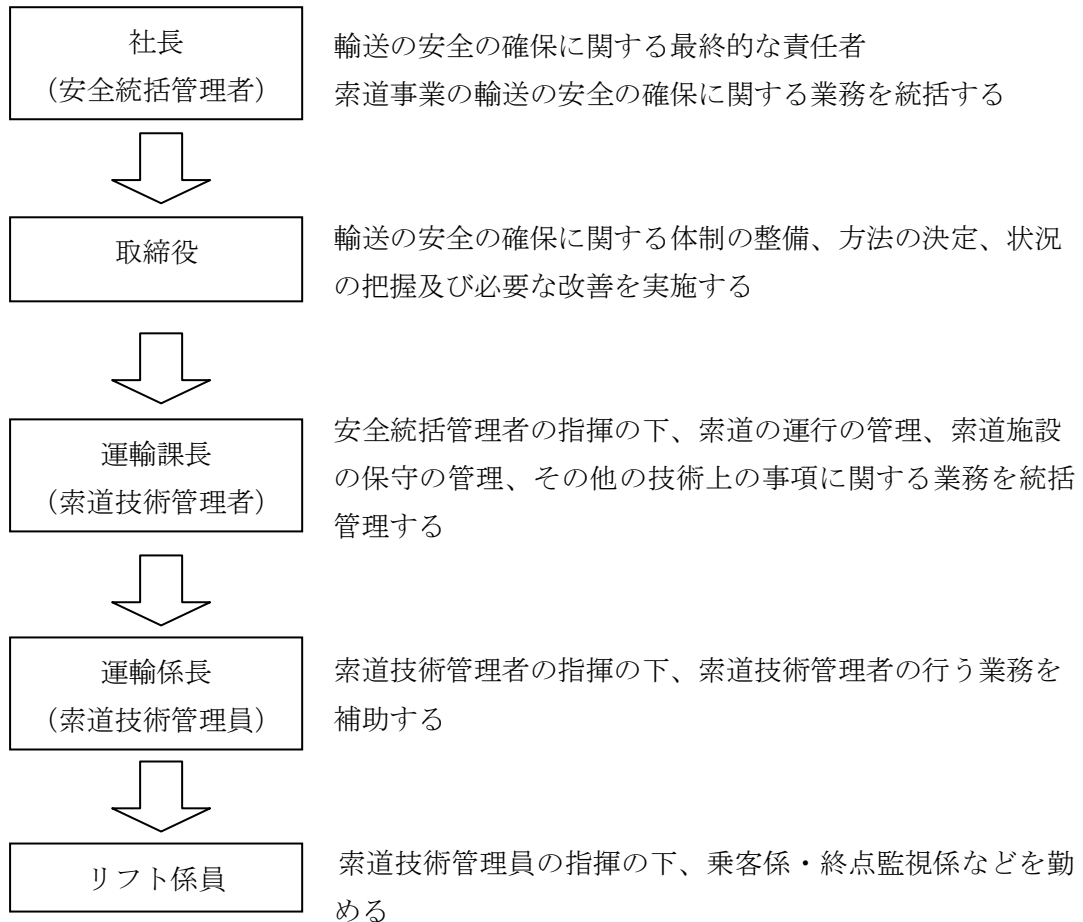 社長
（安全統括管理者）
輸送の安全の確保に関する最終的な責任者
索道事業の輸送の安全の確保に関する業務を統括する
取締役
輸送の安全の確保に関する体制の整備、方法の決定、状況
の把握及び必要な改善を実施する
運輸課長
（索道技術管理者）
安全統括管理者の指揮の下、索道の運行の管理、索道施設
の保守の管理、その他の技術上の事項に関する業務を統括
管理する
運輸係長
（索道技術管理員）
索道技術管理者の指揮の下、索道技術管理者の行う業務を
補助する
リフト係員
索道技術管理員の指揮の下、乗客係・終点監視係などを勤
める